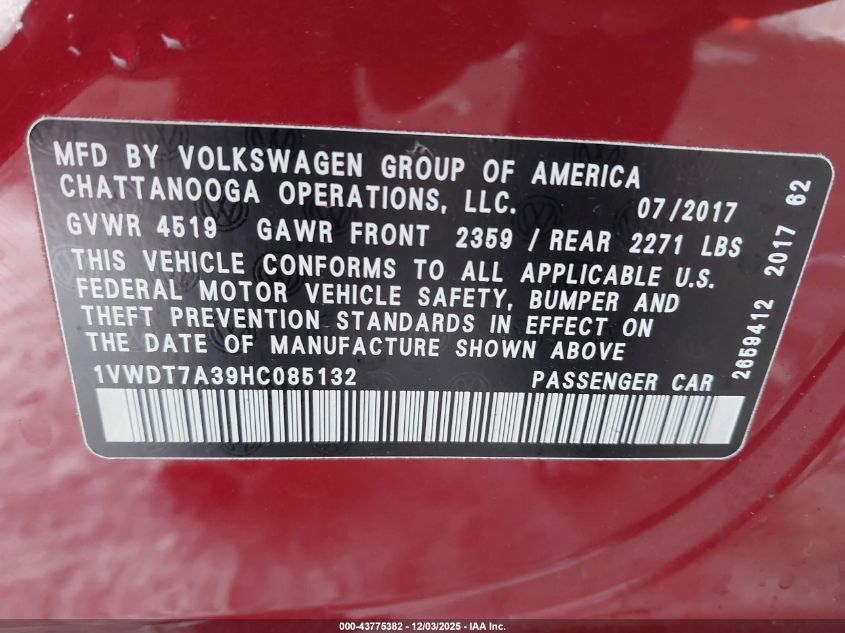 MFD BY VOLKSWAGEN GROUP OF AMERICA
CHATTANOOGA OPERATIONS, LLC. 07/2017
GVWR 4519 GAWR FRONT 2359 / REAR 2271 LBS
THIS VEHICLE CONFORMS TO ALL APPLICABLE U.S.
FEDERAL MOTOR VEHICLE SAFETY, BUMPER AND
THEFT PREVENTION STANDARDS IN EFFECT ON
THE DATE OF MANUFACTURE SHOWN ABOVE
1VWDT7A39HC085132 PASSENGER CAR
2659412 2017 62
000-43775382 - 12/03/2025 - IAA Inc.